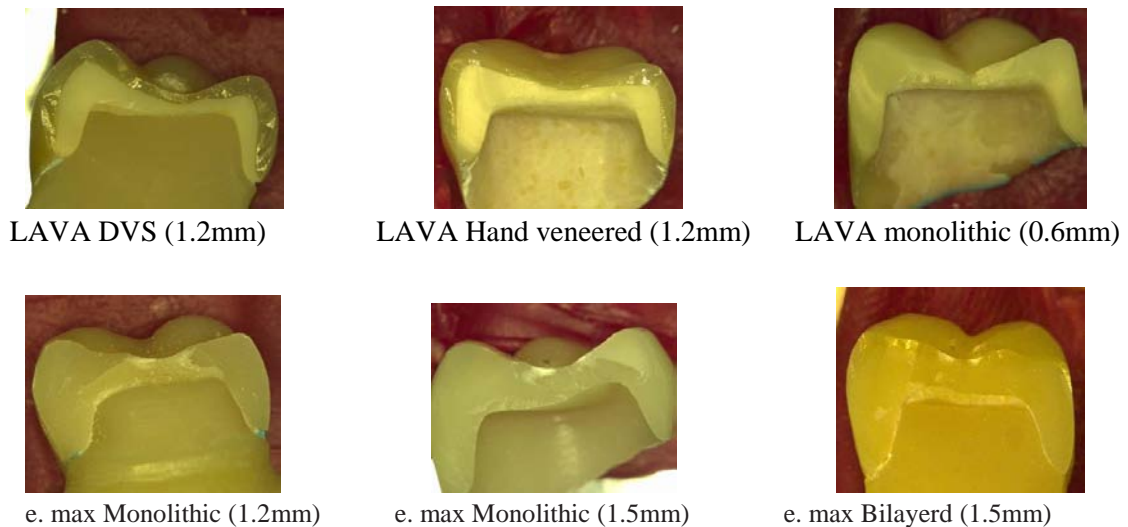 LAVA DVS (1.2mm)
LAVA Hand veneered (1.2mm)
LAVA monolithic (0.6mm)
e. max Monolithic (1.2mm)
e. max Monolithic (1.5mm)
e. max Bilayerd (1.5mm)